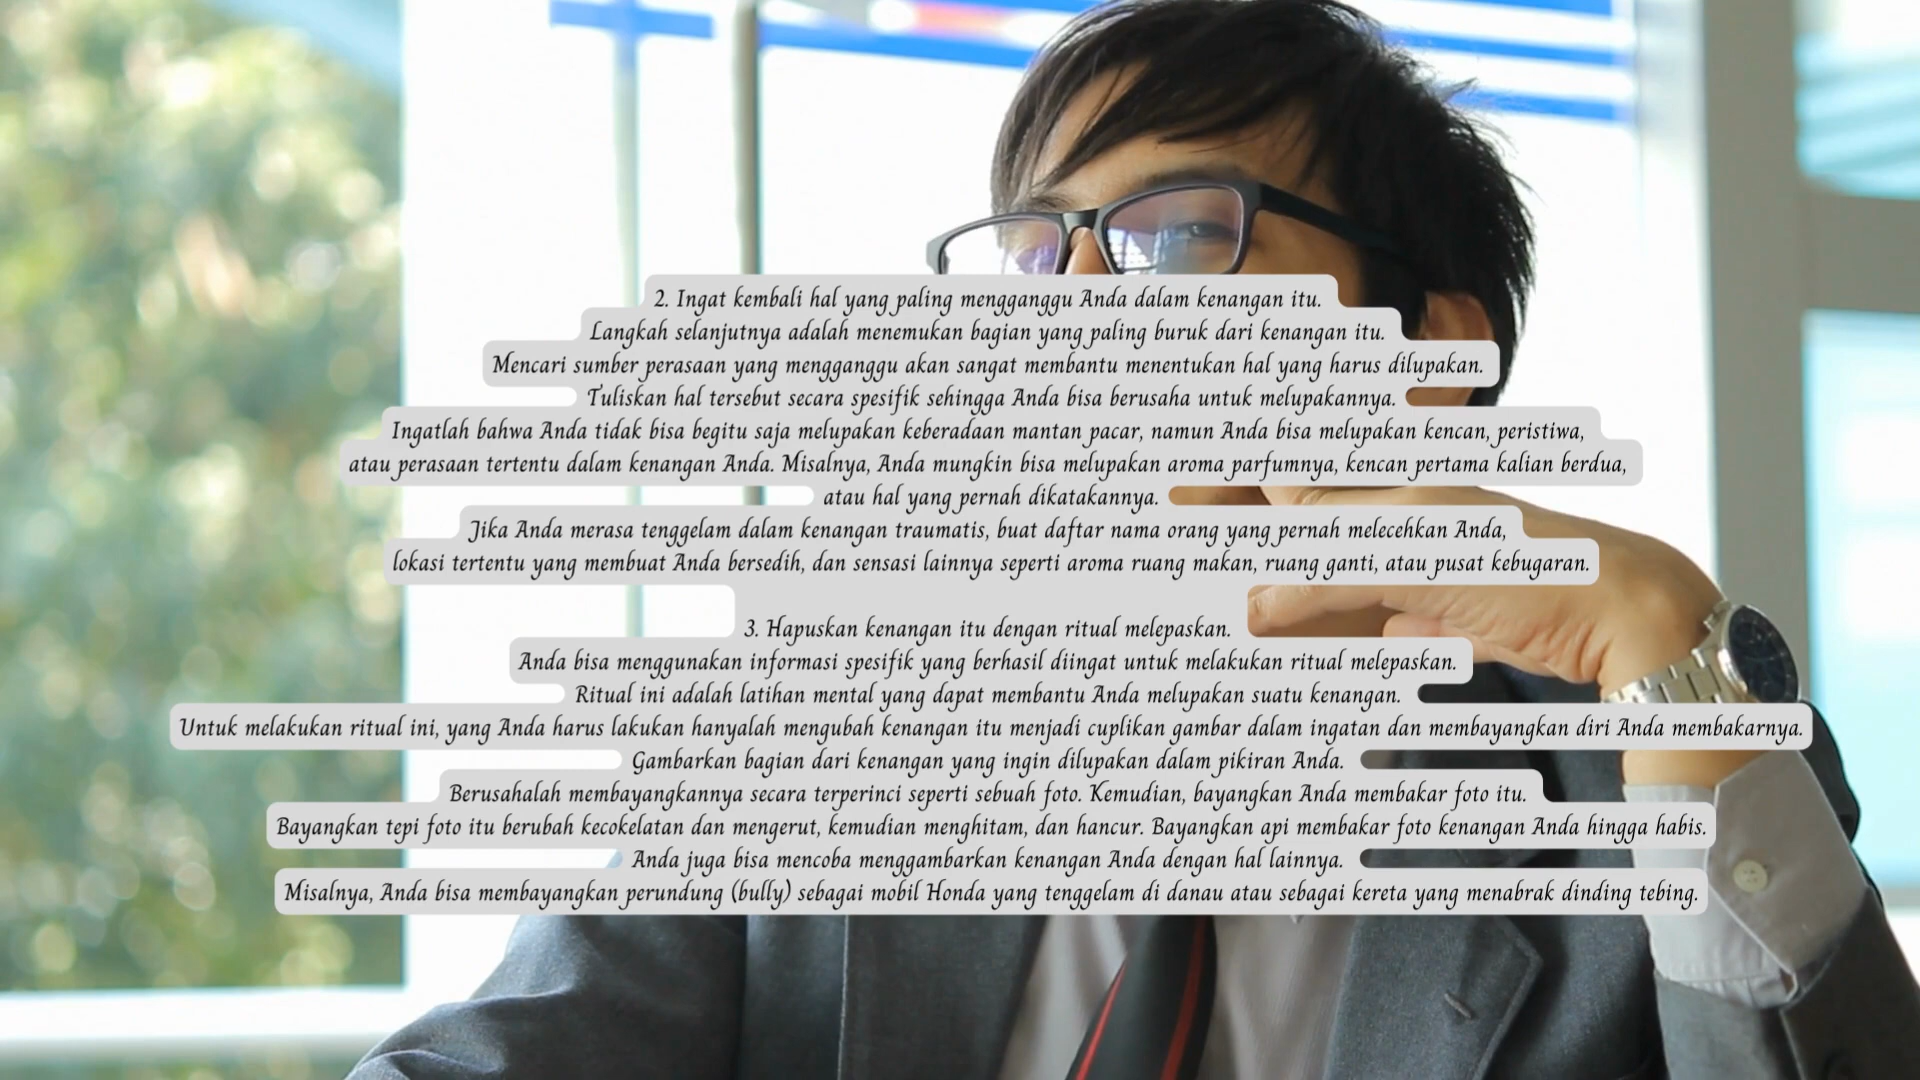 2. Ingat kembali hal yang paling mengganggu Anda dalam kenangan itu.
Langkah selanjutnya adalah menemukan bagian yang paling buruk dari kenangan itu.
Mencari sumber perasaan yang mengganggu akan sangat membantu menentukan hal yang harus dilupakan.
Tuliskan hal tersebut secara spesifik sehingga Anda bisa berusaha untuk melupakannya.
Ingatlah bahwa Anda tidak bisa begitu saja melupakan keberadaan mantan pacar, namun Anda bisa melupakan kencan, peristiwa,
atau perasaan tertentu dalam kenangan Anda. Misalnya, Anda mungkin bisa melupakan aroma parfumnya, kencan pertama kalian berdua,
atau hal yang pernah dikatakannya.
Jika Anda merasa tenggelam dalam kenangan traumatis, buat daftar nama orang yang pernah melecehkan Anda,
lokasi tertentu yang membuat Anda bersedih, dan sensasi lainnya seperti aroma ruang makan, ruang ganti, atau pusat kebugaran.
3. Hapuskan kenangan itu dengan ritual melepaskan.
Anda bisa menggunakan informasi spesifik yang berhasil diingat untuk melakukan ritual melepaskan.
Ritual ini adalah latihan mental yang dapat membantu Anda melupakan suatu kenangan.
Untuk melakukan ritual ini, yang Anda harus lakukan hanyalah mengubah kenangan itu menjadi cuplikan gambar dalam ingatan dan membayangkan diri Anda membakarnya.
Gambarkan bagian dari kenangan yang ingin dilupakan dalam pikiran Anda.
Berusahalah membayangkannya secara terperinci seperti sebuah foto. Kemudian, bayangkan Anda membakar foto itu.
Bayangkan tepi foto itu berubah kecokelatan dan mengerut, kemudian menghitam, dan hancur. Bayangkan api membakar foto kenangan Anda hingga habis.
Anda juga bisa mencoba menggambarkan kenangan Anda dengan hal lainnya.
Misalnya, Anda bisa membayangkan perundung (bully) sebagai mobil Honda yang tenggelam di danau atau sebagai kereta yang menabrak dinding tebing.